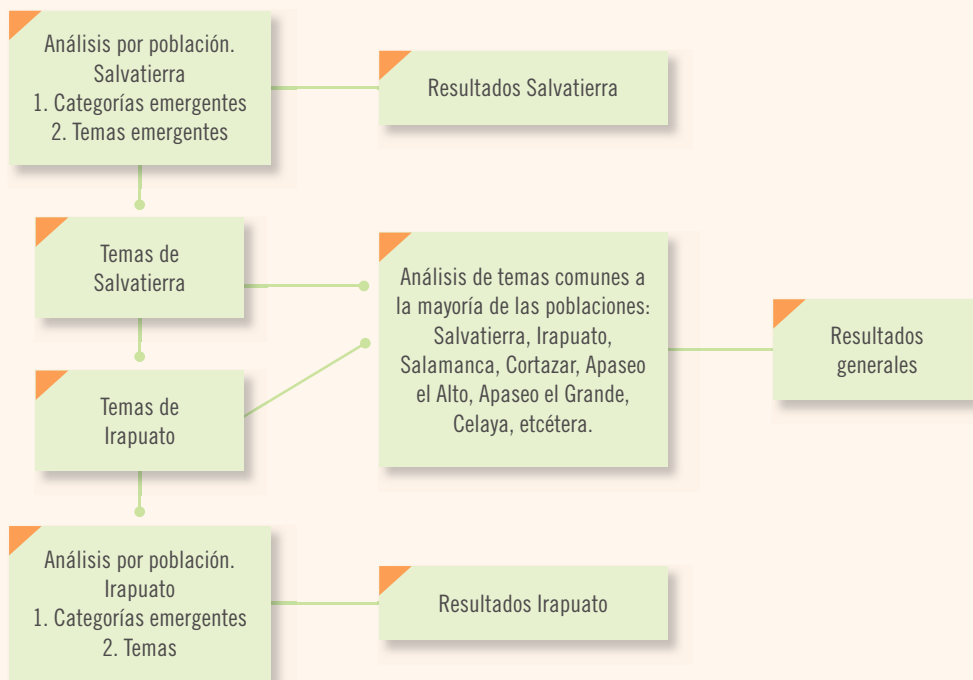 Análisis por población.
Salvatierra
1. Categorías emergentes
2. Temas emergentes
Resultados Salvatierra
Temas de
Salvatierra
Análisis de temas comunes a
la mayoría de las poblaciones:
Salvatierra, Irapuato,
Salamanca, Cortazar, Apaseo
el Alto, Apaseo el Grande,
Celaya, etcétera.
Resultados
generales
Temas de
Irapuato
Análisis por población.
Irapuato
1. Categorías emergentes
2. Temas
Resultados Irapuato